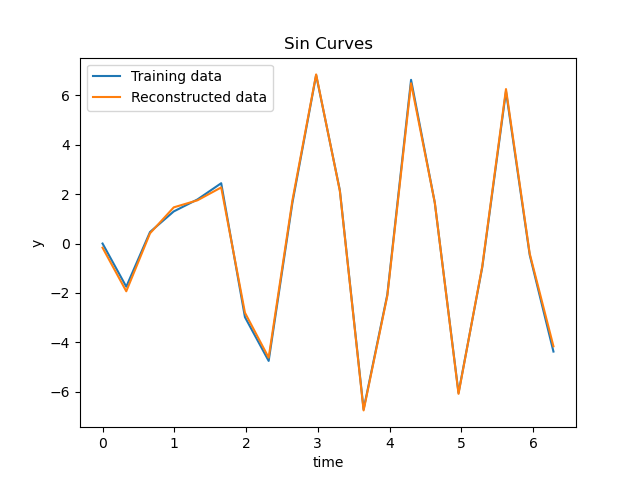 Sin Curves
Training data
Reconstructed data
6
4
2
0
−2
−4
−6
y
0 1 2 3 4 5 6
time